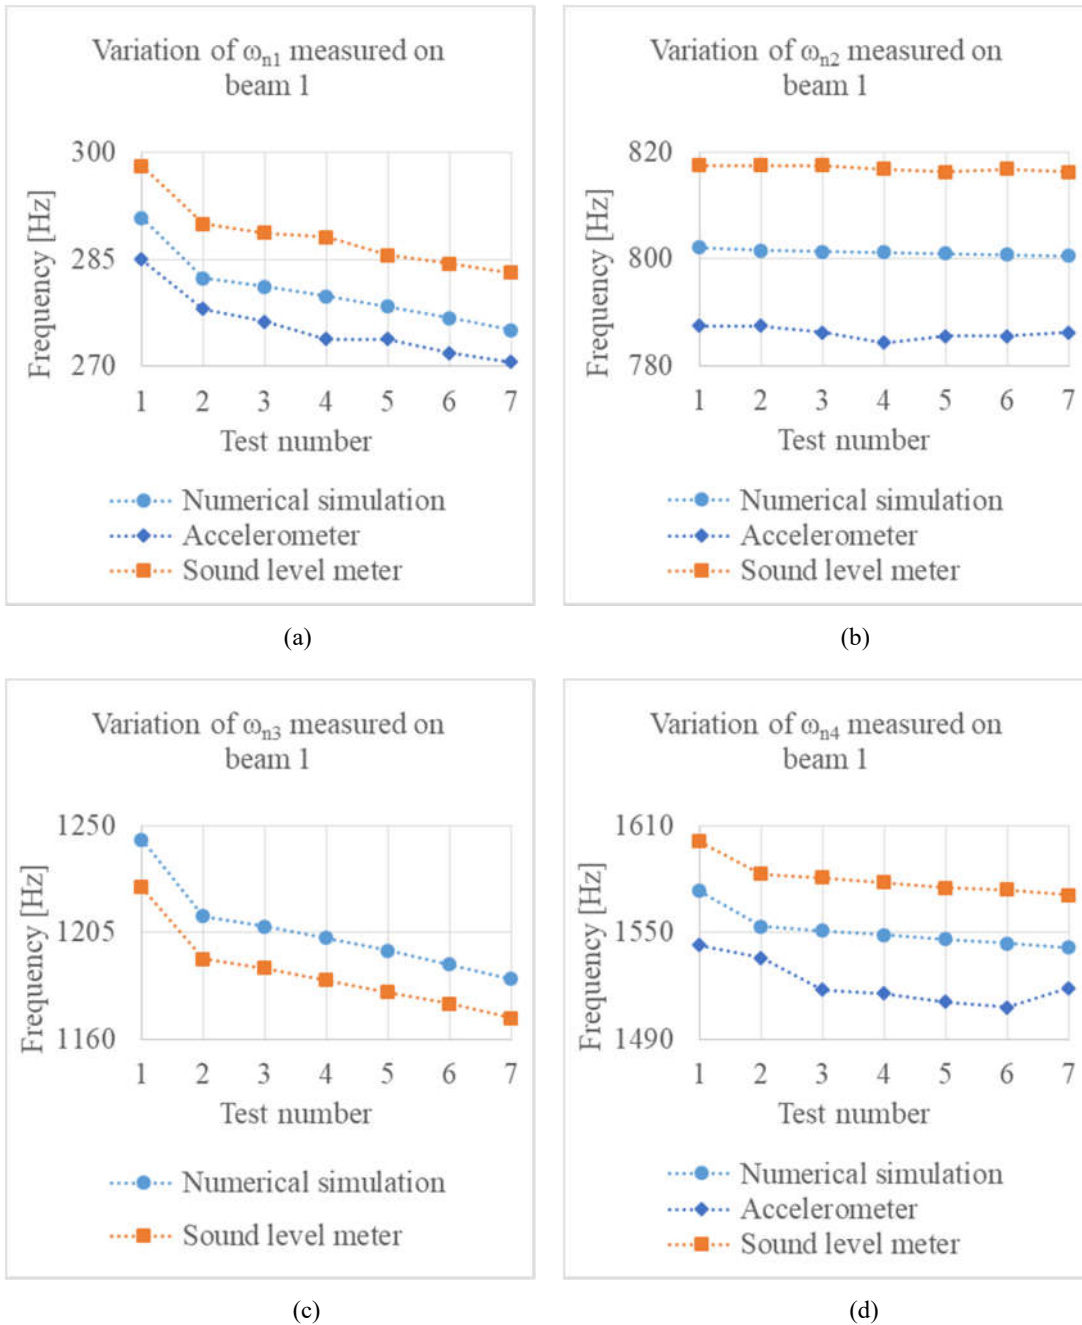 Variation of ωn1 measured on
beam 1
300
285
270
Frequency [Hz]
1 2 3 4 5 6 7
Test number
Numerical simulation
Accelerometer
Sound level meter
(a)
Variation of ωn2 measured on
beam 1
820
800
780
Frequency [Hz]
1 2 3 4 5 6 7
Test number
Numerical simulation
Accelerometer
Sound level meter
(b)
Variation of ωn3 measured on
beam 1
1250
1205
1160
Frequency [Hz]
1 2 3 4 5 6 7
Test number
Numerical simulation
Sound level meter
(c)
Variation of ωn4 measured on
beam 1
1610
1550
1490
Frequency [Hz]
1 2 3 4 5 6 7
Test number
Numerical simulation
Accelerometer
Sound level meter
(d)